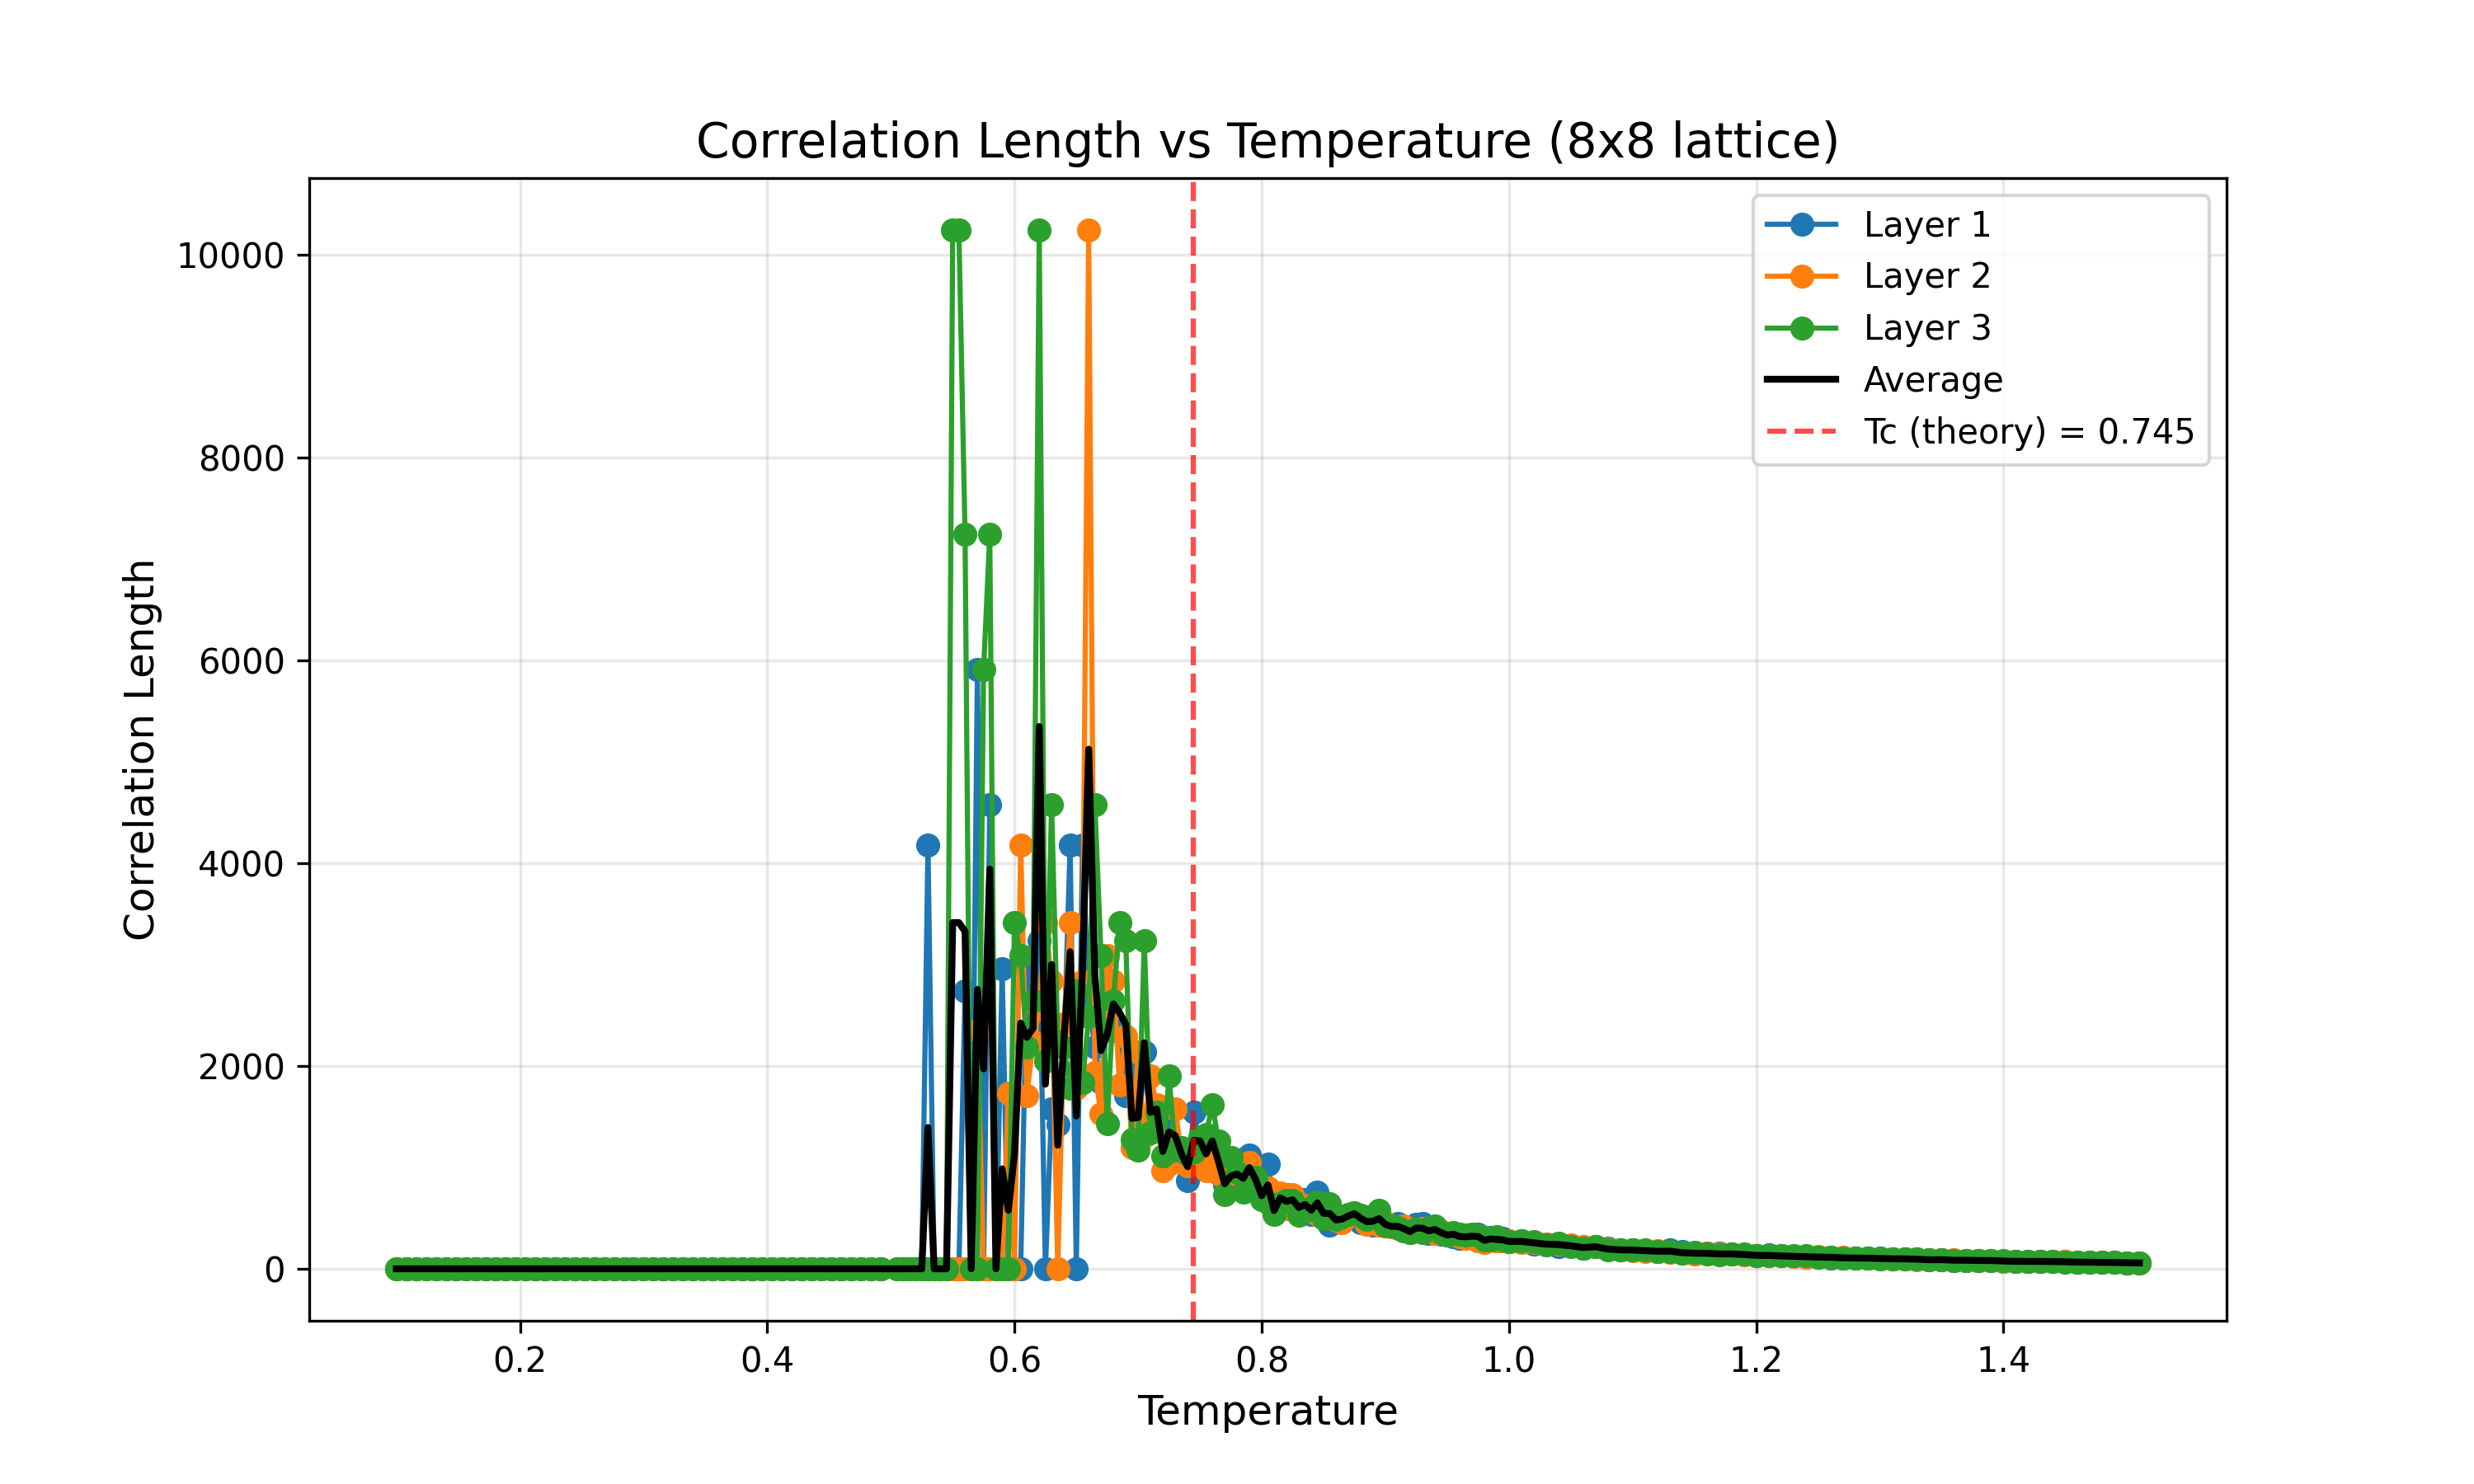 Correlation Length vs Temperature (8x8 lattice)
Layer 1
Layer 2
Layer 3
Average
Tc (theory) = 0.745
Correlation Length
10000
8000
6000
4000
2000
0
0.2
0.4
0.6
0.8
1.0
1.2
1.4
Temperature